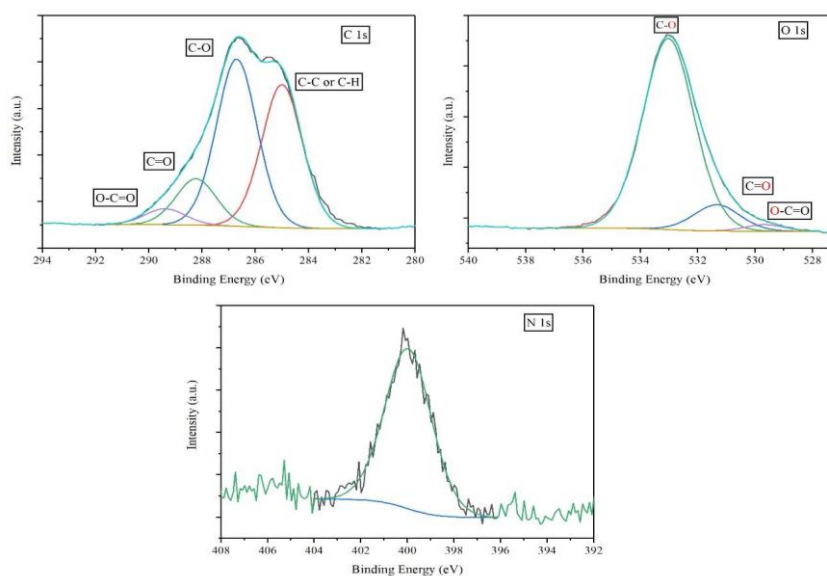 C 1s
C-O
C-C or C-H
C=O
O-C=O
Intensity (a.u.)
294 292 290 288 286 284 282 280
Binding Energy (eV)
C-O
O 1s
C=O
O-C=O
Intensity (a.u.)
540 538 536 534 532 530 528
Binding Energy (eV)
N 1s
Intensity (a.u.)
408 406 404 402 400 398 396 394 392
Binding Energy (eV)